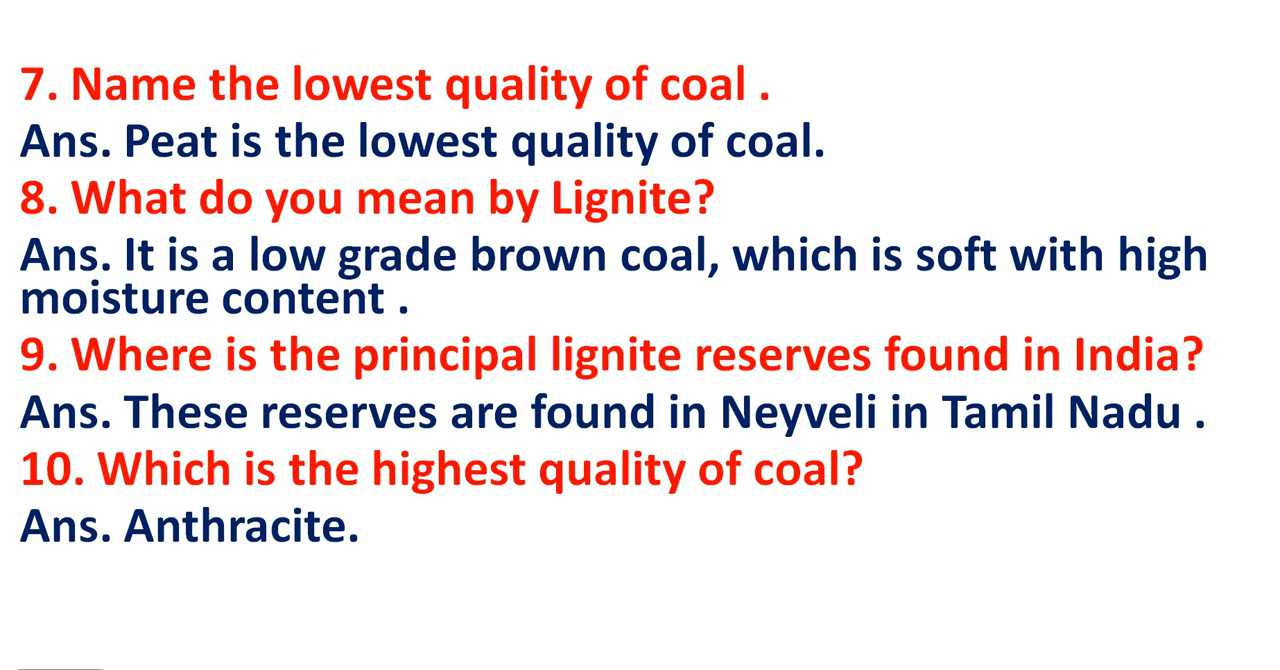 7. Name the lowest quality of coal .
Ans. Peat is the lowest quality of coal.
8. What do you mean by Lignite?
Ans. It is a low grade brown coal, which is soft with high
moisture content .
9. Where is the principal lignite reserves found in India?
Ans. These reserves are found in Neyveli in Tamil Nadu .
10. Which is the highest quality of coal?
Ans. Anthracite.